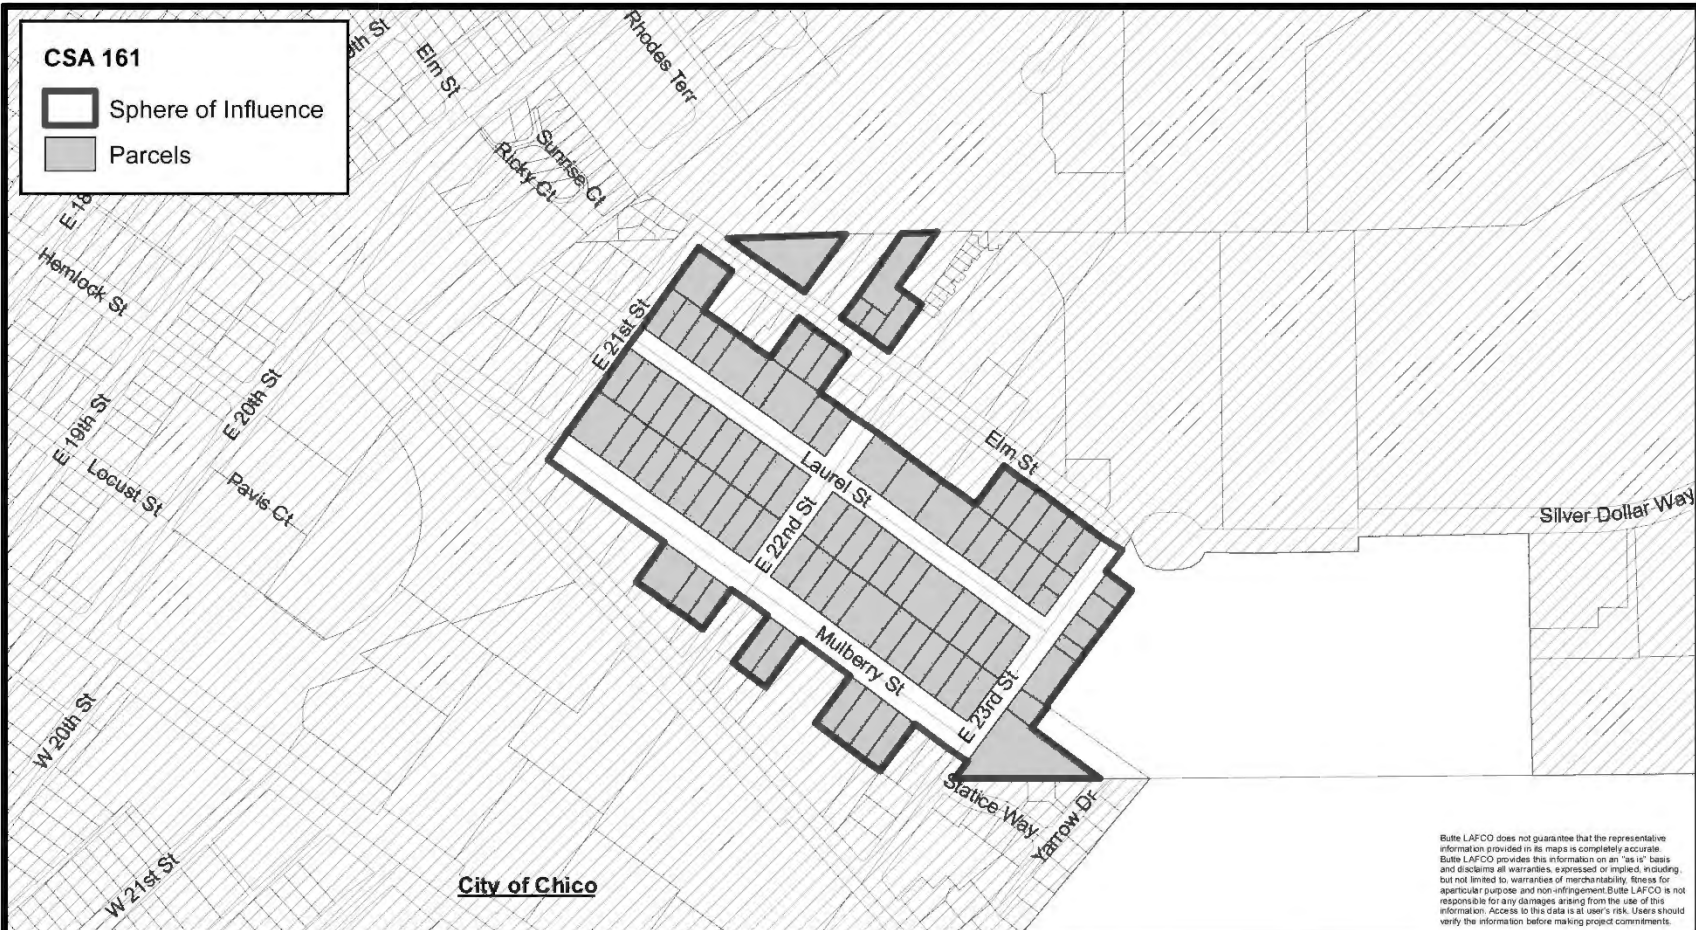 CSA 161
Sphere of Influence
Parcels
Elm St
Rhodes Terr
Sunrise Ct
Ricky Ct
E 18
Hemlock St
E 21st St
E 20th St
E 19th St
Locust St
Pavis Ct
Elm St
Laurel St
E 22nd St
Silver Dollar Way
Mulberry St
E 23rd St
W 20th St
Statice Way
Yarrow Dr
W 21st St
City of Chico
Butte LAFCO does not guarantee that the representative
information provided in its maps is completely accurate.
Butte LAFCO provides this information on an "as is" basis
and disclaims all warranties, expressed or implied, including,
but not limited to, warranties of merchantability, fitness for
aparticular purpose and non-infringement.Butte LAFCO is not
responsible for any damages arising from the use of this
information. Access to this data is at user's risk. Users should
verify the information before making project commitments.